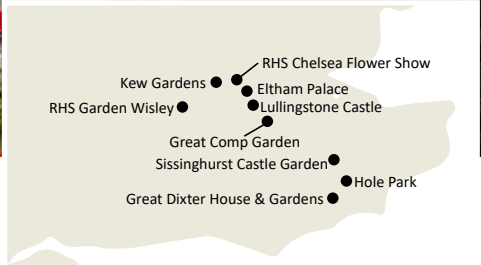 RHS Chelsea Flower Show
Kew Gardens
Eltham Palace
RHS Garden Wisley
Lullingstone Castle
Great Comp Garden
Sissinghurst Castle Garden
Hole Park
Great Dixter House & Gardens